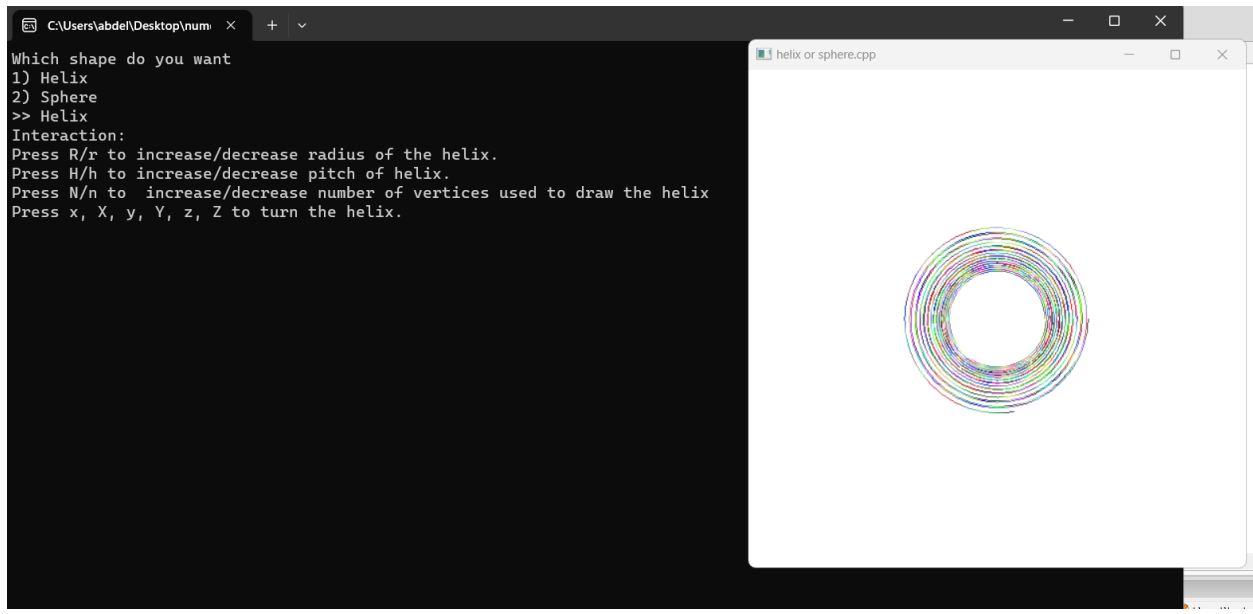 C:\Users\abdel\Desktop\num
Which shape do you want
1) Helix
2) Sphere
>> Helix
Interaction:
Press R/r to increase/decrease radius of the helix.
Press H/h to increase/decrease pitch of helix.
Press N/n to  increase/decrease number of vertices used to draw the helix
Press x, X, y, Y, z, Z to turn the helix.
helix or sphere.cpp